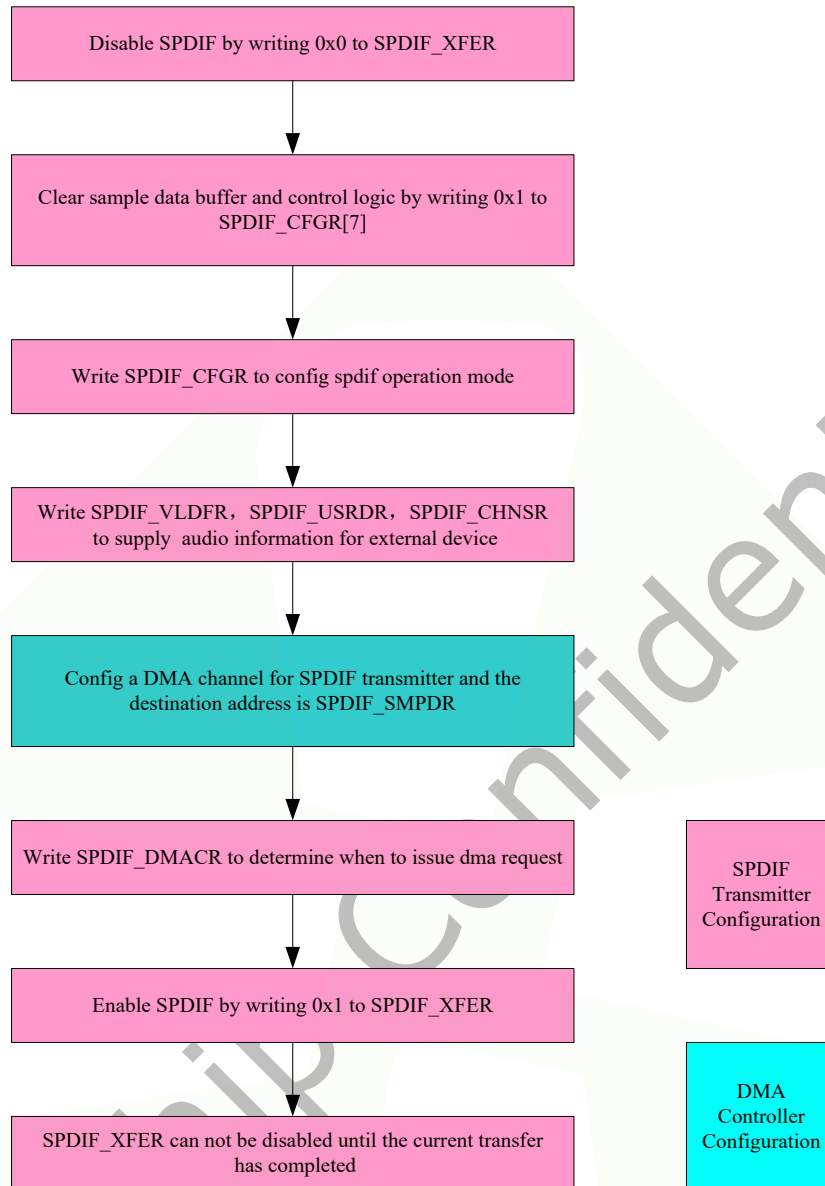 Disable SPDIF by writing 0x0 to SPDIF_XFER
Clear sample data buffer and control logic by writing 0x1 to
SPDIF_CFGR[7]
Write SPDIF_CFGR to config spdif operation mode
Write SPDIF_VLDFR，SPDIF_USRDR，SPDIF_CHNSR
to supply  audio information for external device
Config a DMA channel for SPDIF transmitter and the
destination address is SPDIF_SMPDR
Write SPDIF_DMACR to determine when to issue dma request
Enable SPDIF by writing 0x1 to SPDIF_XFER
SPDIF_XFER can not be disabled until the current transfer
has completed
SPDIF
Transmitter
Configuration
DMA
Controller
Configuration